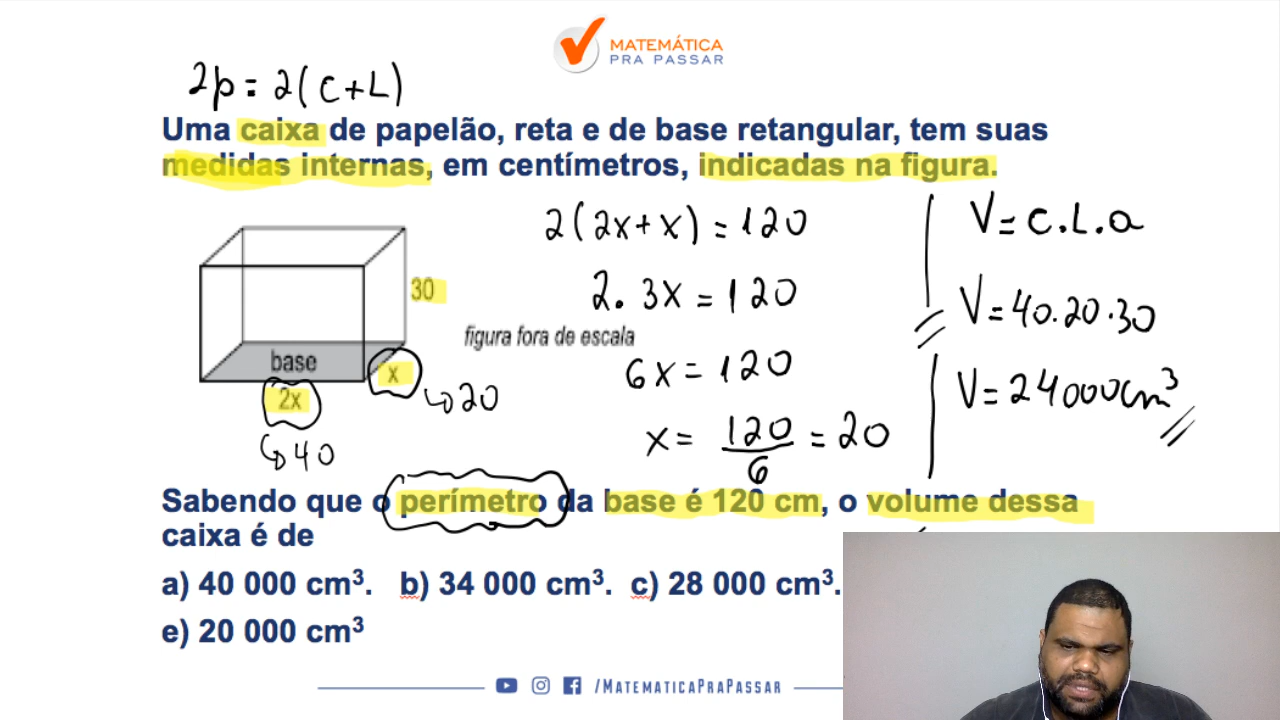 MATEMÁTICA
PRA PASSAR
2p = 2(C+L)
Uma caixa de papelão, reta e de base retangular, tem suas
medidas internas, em centímetros, indicadas na figura.
30
base
x
2x
figura fora de escala
↳ 20
↳ 40
2(2x+x) = 120
2. 3x = 120
6x = 120
x = 120/6 = 20
V = C.L.a
V = 40.20.30
V = 24000cm³
Sabendo que o perímetro da base é 120 cm, o volume dessa
caixa é de
a) 40 000 cm³. b) 34 000 cm³. c) 28 000 cm³.
e) 20 000 cm³
/MATEMATICAPRAPASSAR